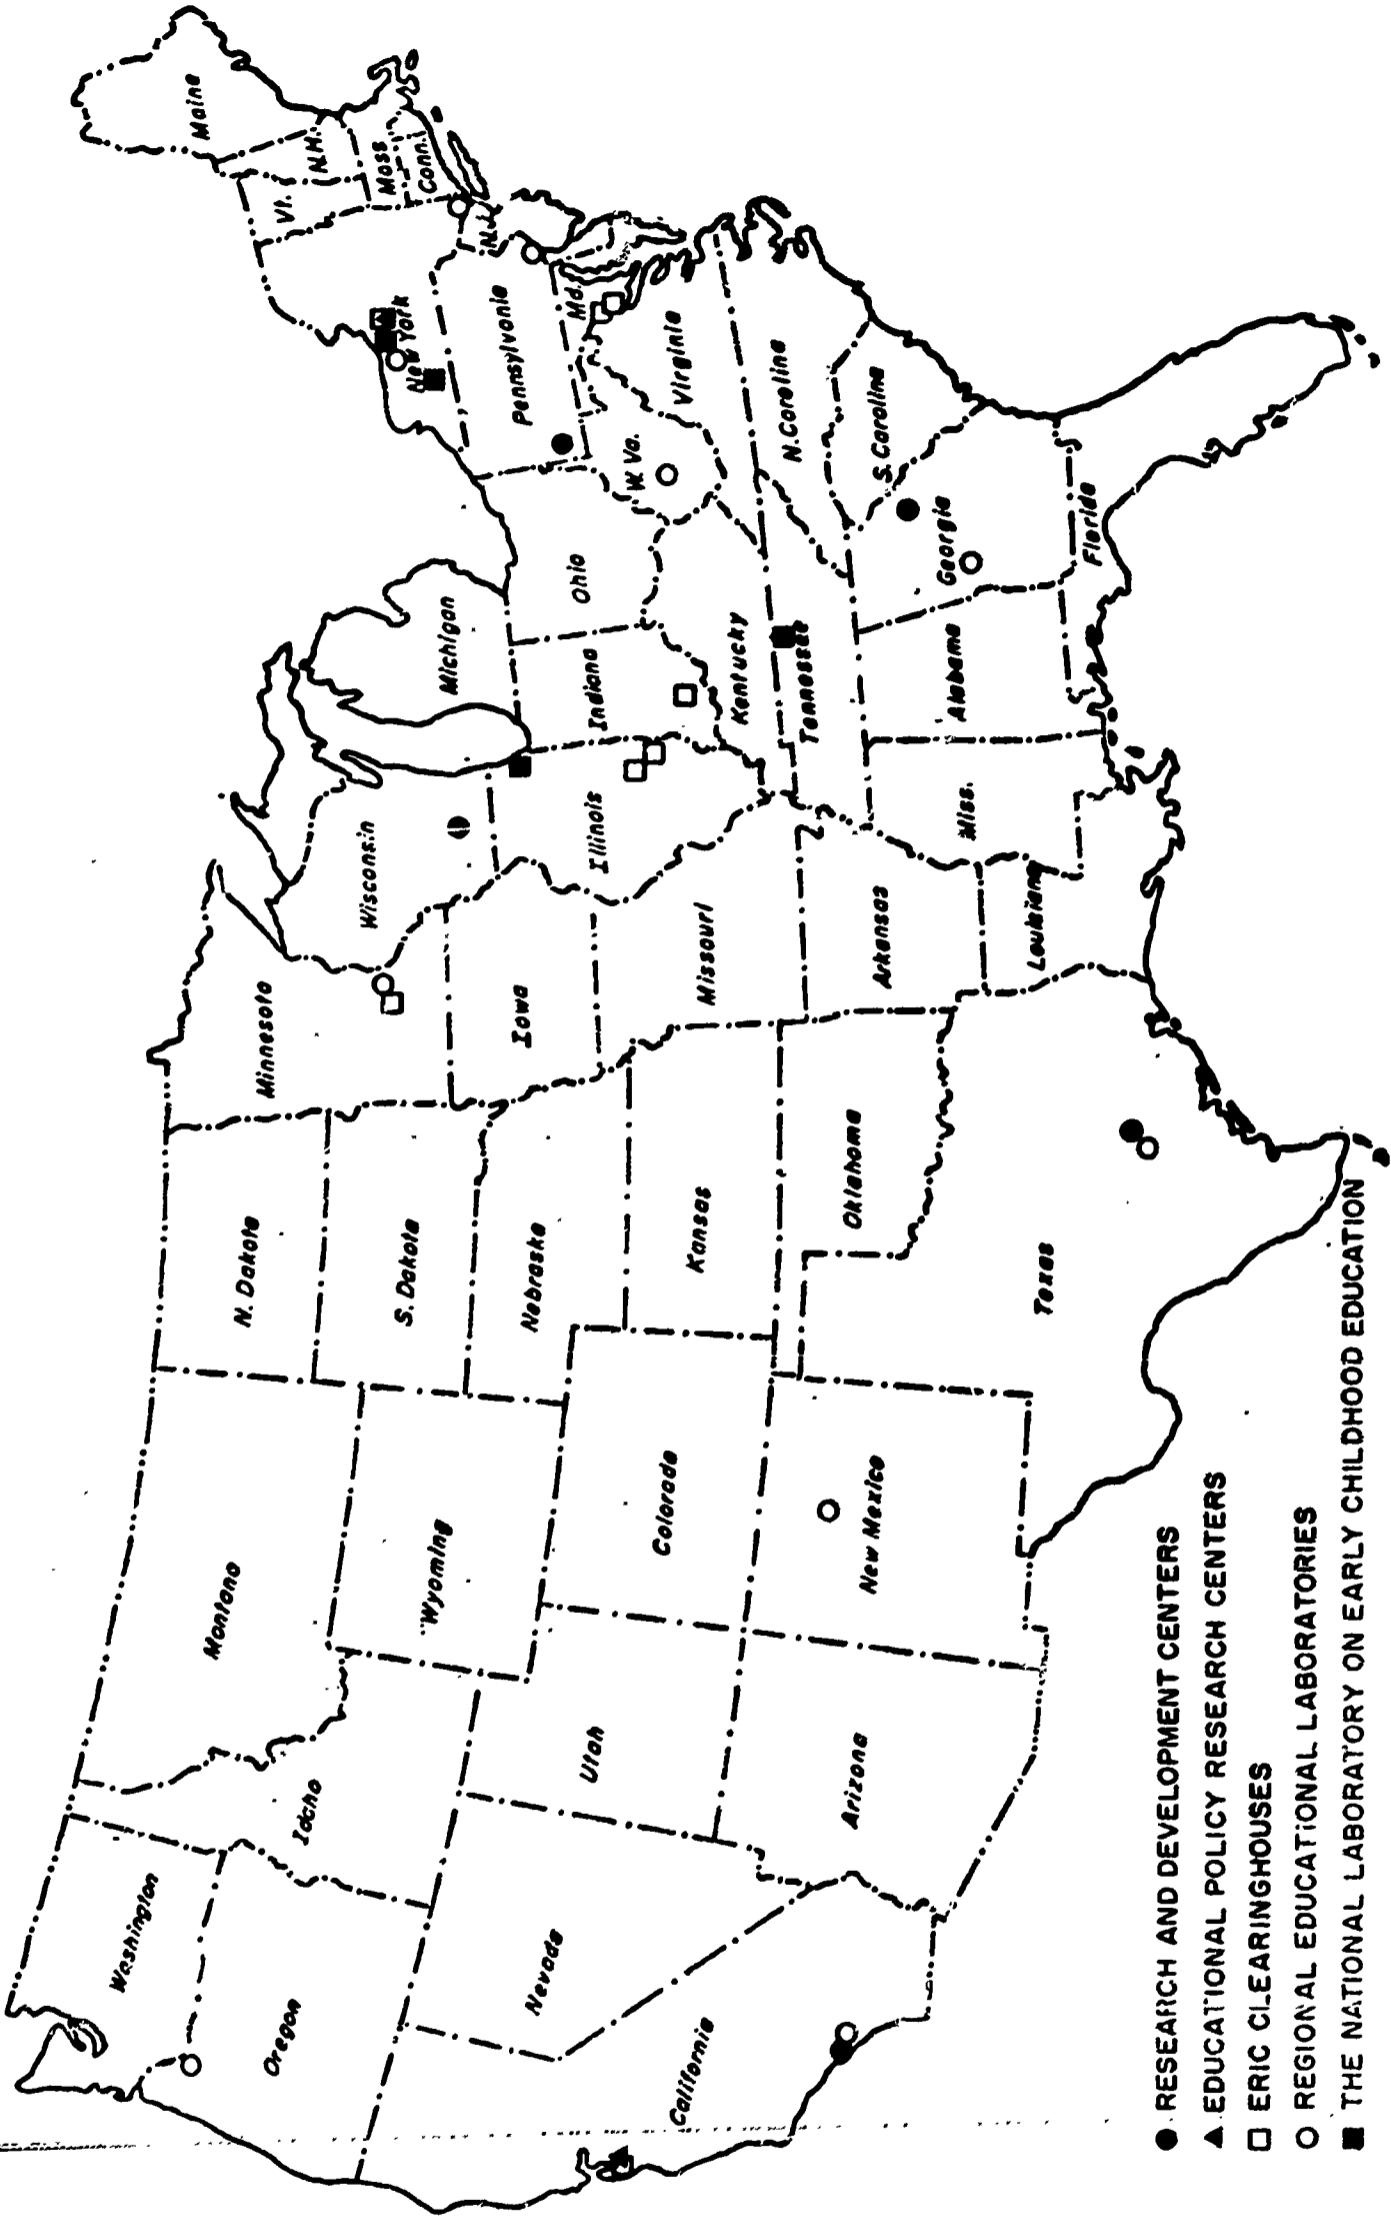 Washington
Oregon
California
Nevada
Idaho
Montana
Wyoming
Utah
Arizona
Colorado
New Mexico
N. Dakota
S. Dakota
Nebraska
Kansas
Oklahoma
Texas
Minnesota
Iowa
Missouri
Arkansas
Louisiana
Wisconsin
Illinois
Michigan
Indiana
Ohio
Kentucky
Tennessee
Miss.
Alabama
Georgia
Florida
S. Carolina
N. Carolina
Virginia
W. Va.
Md.
Pennsylvania
N.J.
New York
Conn.
Mass
Vt.
N.H.
Maine
RESEARCH AND DEVELOPMENT CENTERS
EDUCATIONAL POLICY RESEARCH CENTERS
ERIC CLEARINGHOUSES
REGIONAL EDUCATIONAL LABORATORIES
THE NATIONAL LABORATORY ON EARLY CHILDHOOD EDUCATION